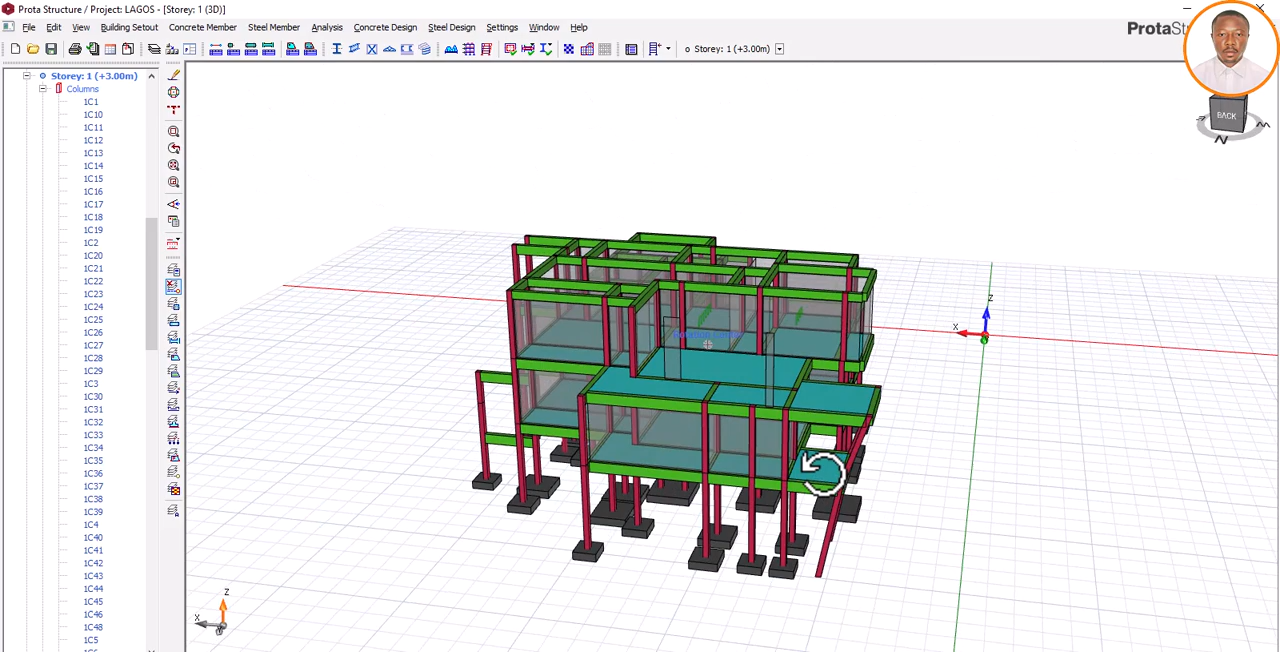 Prota Structure / Project: LAGOS - [Storey: 1 (3D)]
File Edit View Building Setout Concrete Member Steel Member Analysis Concrete Design Steel Design Settings Window Help
ProtaSt
Storey: 1 (+3.00m)
Storey: 1 (+3.00m)
Columns
1C1
1C10
1C11
1C12
1C13
1C14
1C15
1C16
1C17
1C18
1C19
1C2
1C20
1C21
1C22
1C23
1C24
1C25
1C26
1C27
1C28
1C29
1C3
1C30
1C31
1C32
1C33
1C34
1C35
1C36
1C37
1C38
1C39
1C4
1C40
1C41
1C42
1C43
1C44
1C45
1C46
1C48
1C5
BACK
N
Z
X
Z
X